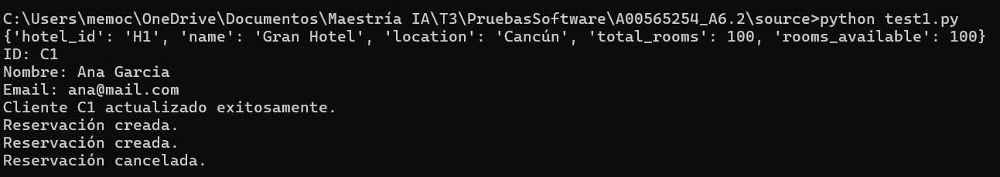 C:\Users\memoc\OneDrive\Documentos\Maestría IA\T3\PruebasSoftware\A00565254_A6.2\source>python test1.py
{'hotel_id': 'H1', 'name': 'Gran Hotel', 'location': 'Cancún', 'total_rooms': 100, 'rooms_available': 100}
ID: C1
Nombre: Ana Garcia
Email: ana@mail.com
Cliente C1 actualizado exitosamente.
Reservación creada.
Reservación creada.
Reservación cancelada.